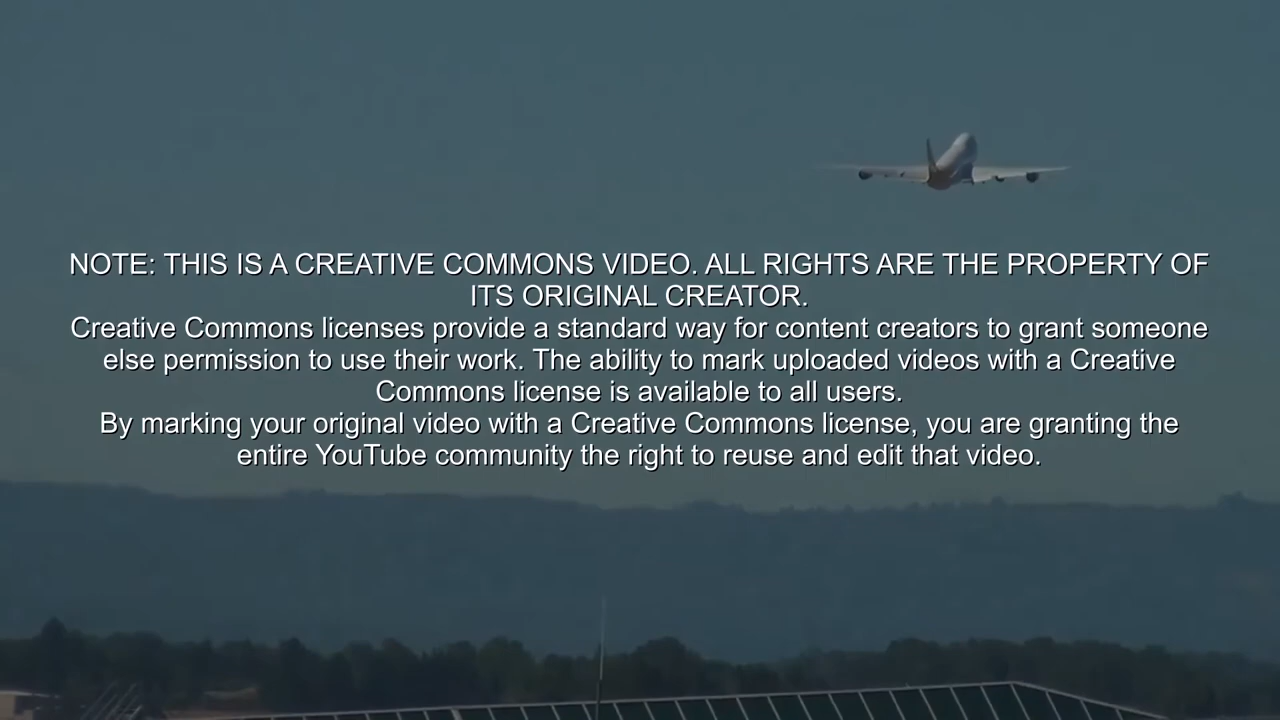 NOTE: THIS IS A CREATIVE COMMONS VIDEO. ALL RIGHTS ARE THE PROPERTY OF
ITS ORIGINAL CREATOR.
Creative Commons licenses provide a standard way for content creators to grant someone
else permission to use their work. The ability to mark uploaded videos with a Creative
Commons license is available to all users.
By marking your original video with a Creative Commons license, you are granting the
entire YouTube community the right to reuse and edit that video.